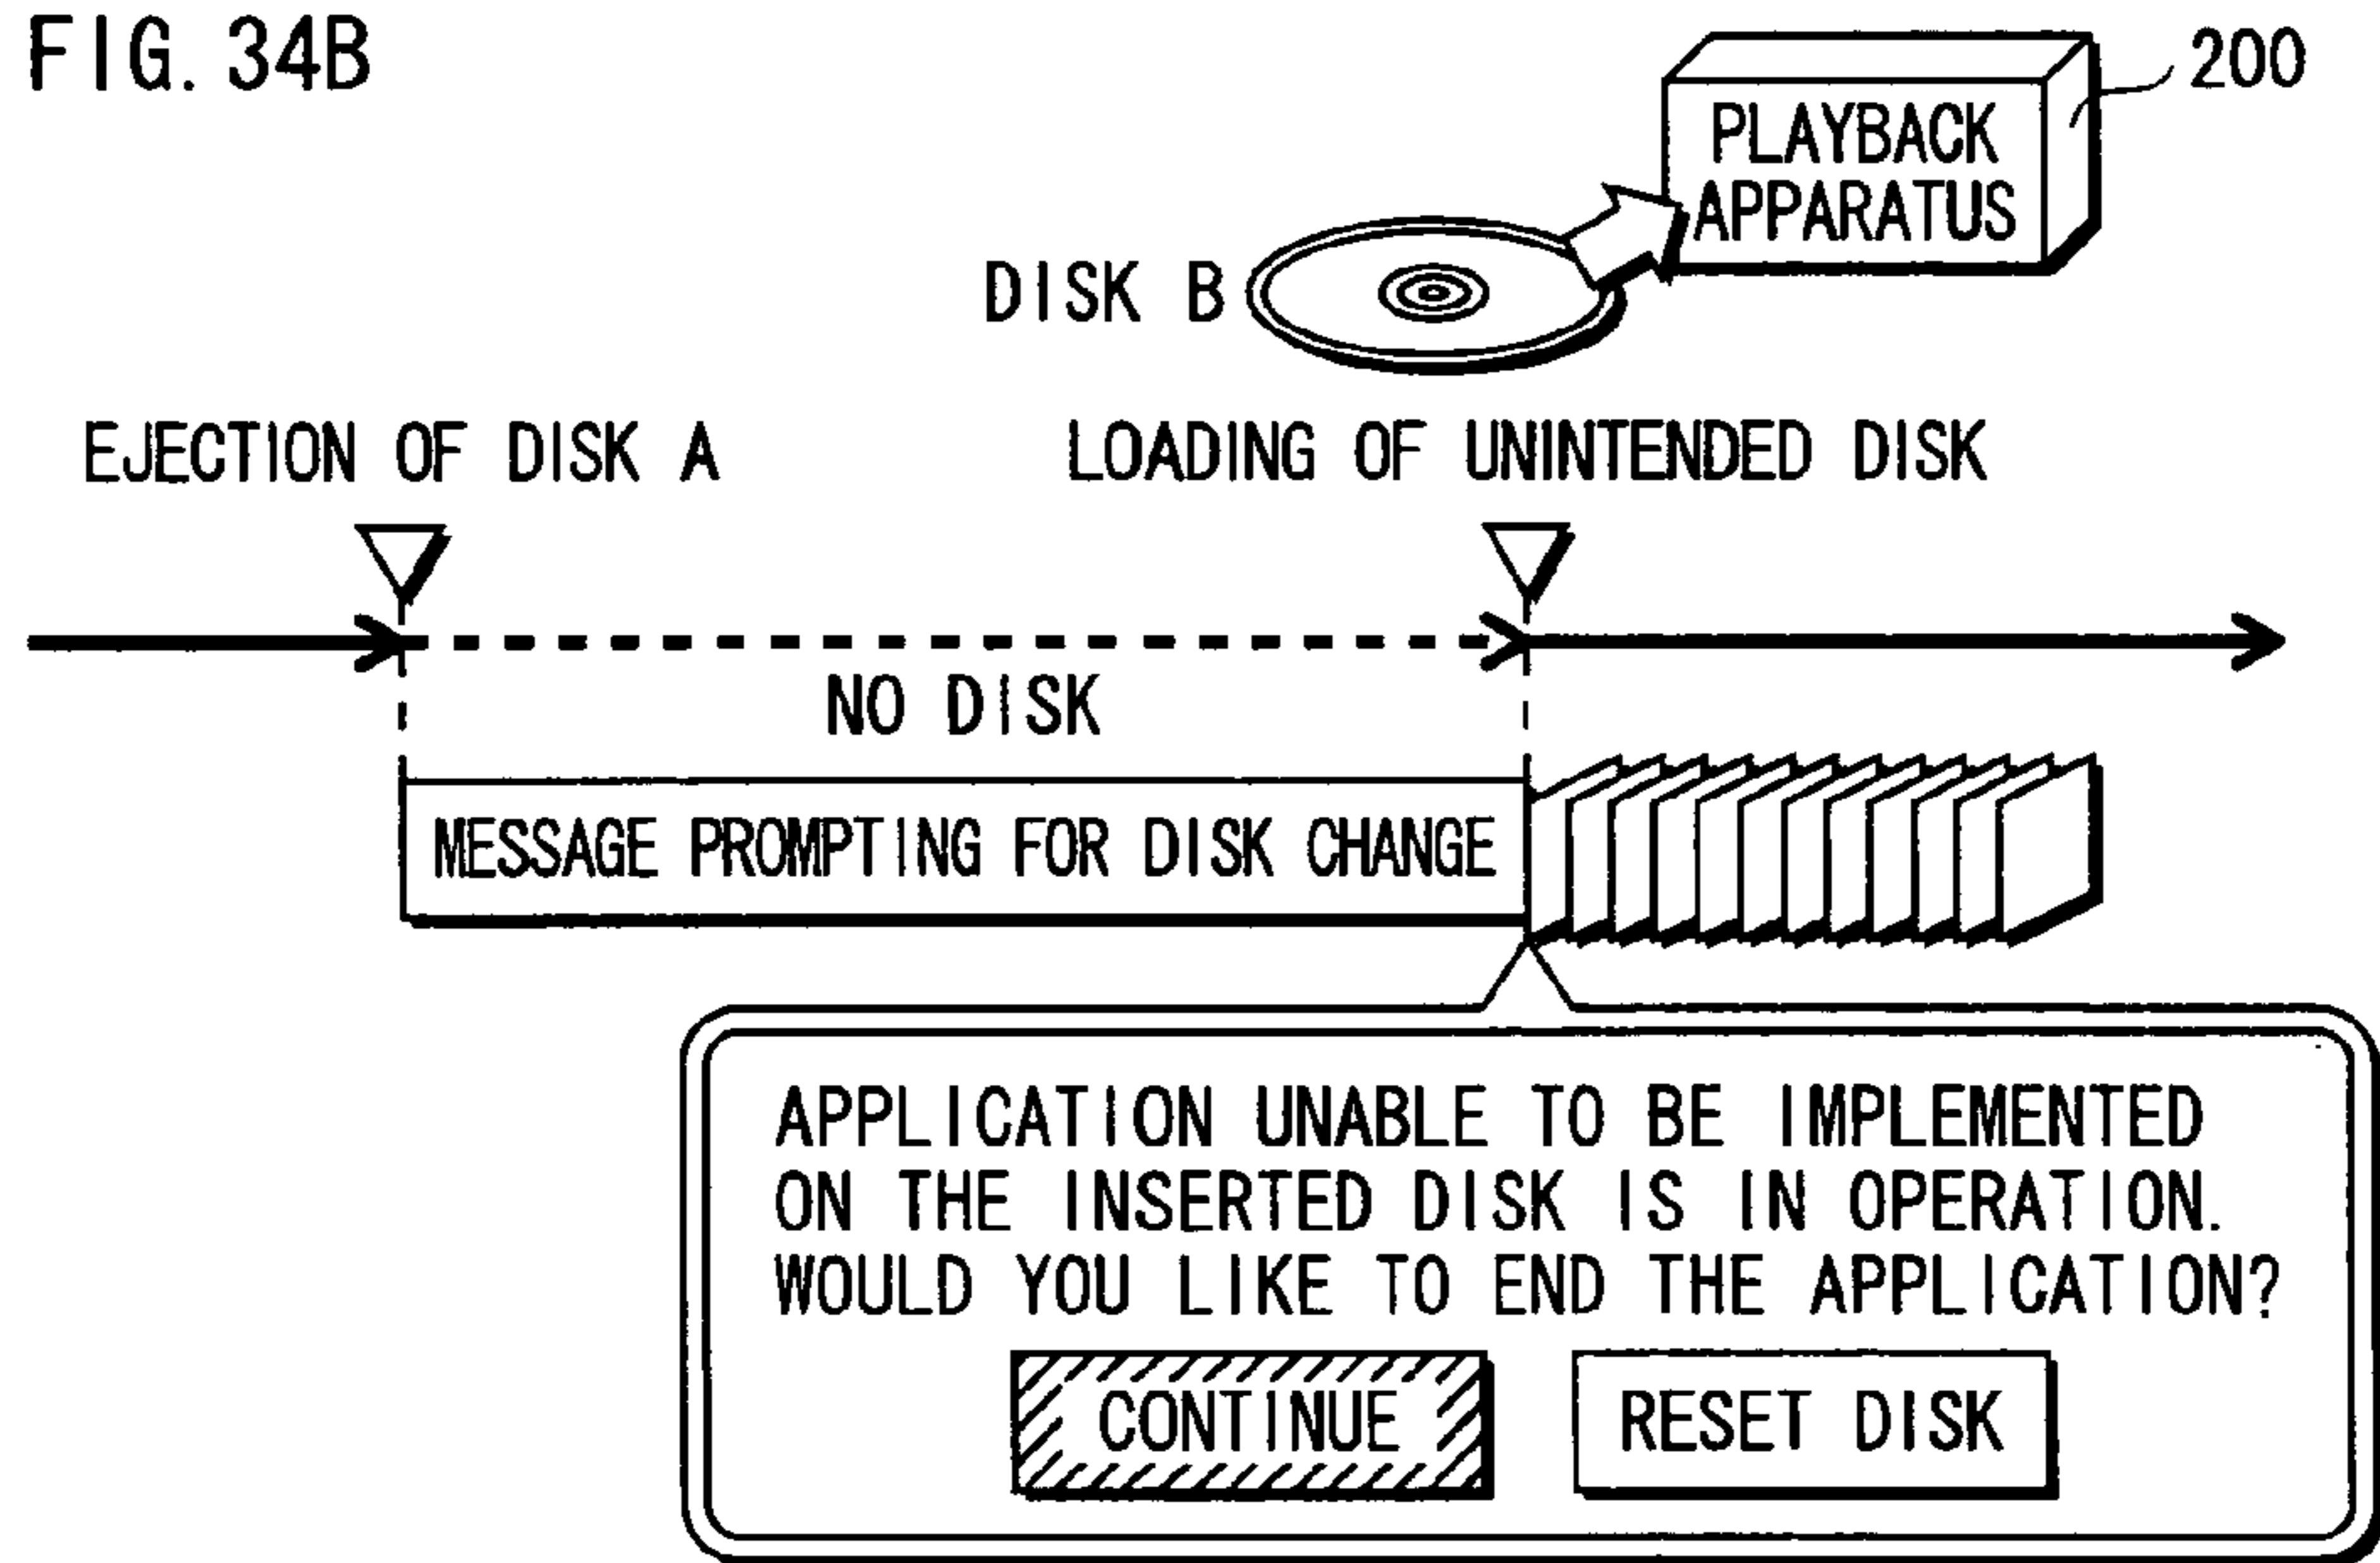 FIG. 34B
200
PLAYBACK
APPARATUS
DISK B
EJECTION OF DISK A
LOADING OF UNINTENDED DISK
NO DISK
MESSAGE PROMPTING FOR DISK CHANGE
APPLICATION UNABLE TO BE IMPLEMENTED
ON THE INSERTED DISK IS IN OPERATION.
WOULD YOU LIKE TO END THE APPLICATION?
CONTINUE
RESET DISK